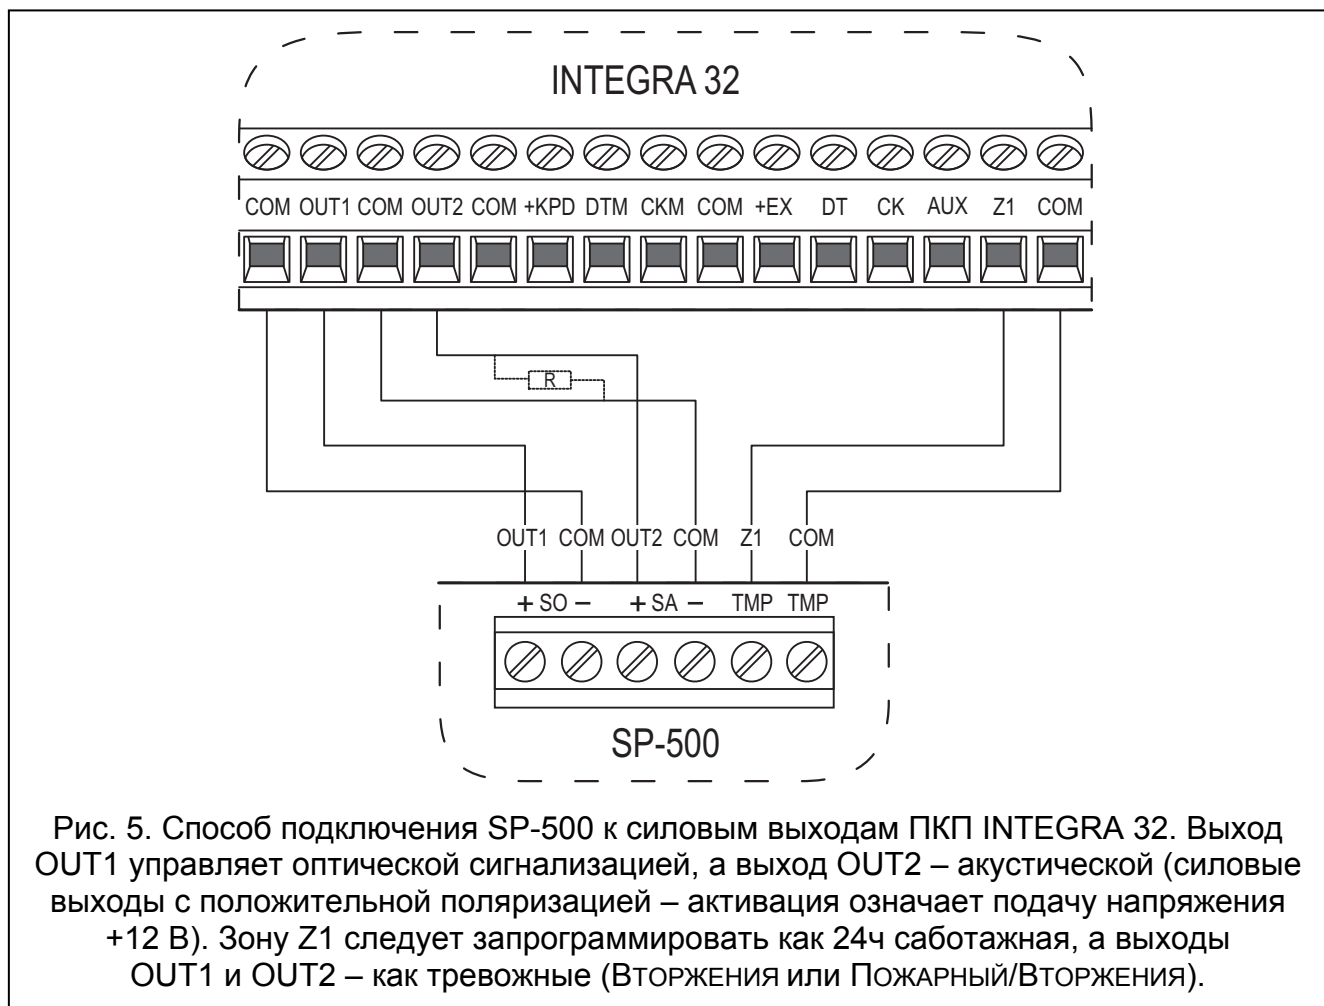 INTEGRA 32
COM OUT1 COM OUT2 COM +KPD DTM CKM COM +EX DT CK AUX Z1 COM
R
OUT1 COM OUT2 COM Z1 COM
+ SO − + SA − TMP TMP
SP-500
Рис. 5. Способ подключения SP-500 к силовым выходам ПКП INTEGRA 32. Выход
OUT1 управляет оптической сигнализацией, а выход OUT2 – акустической (силовые
выходы с положительной поляризацией – активация означает подачу напряжения
+12 В). Зону Z1 следует запрограммировать как 24ч саботажная, а выходы
OUT1 и OUT2 – как тревожные (ВТОРЖЕНИЯ или ПОЖАРНЫЙ/ВТОРЖЕНИЯ).